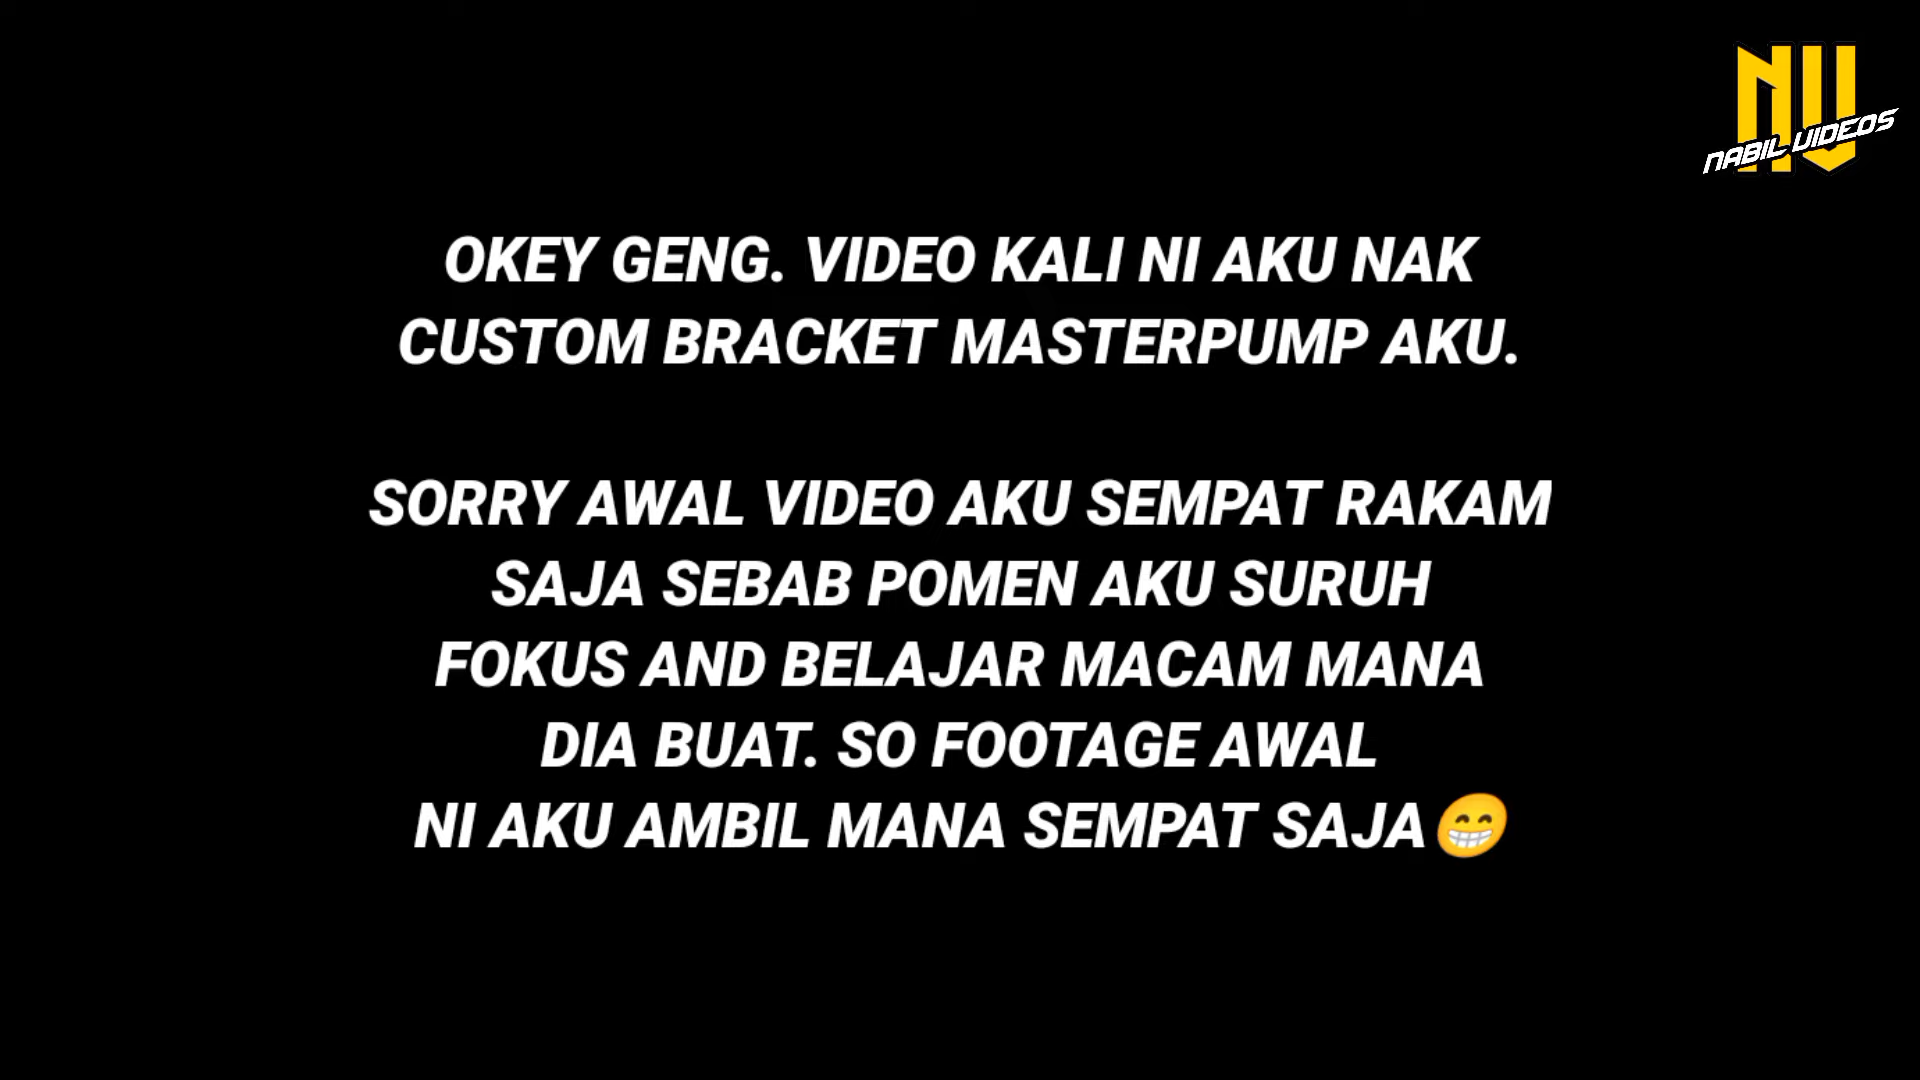 NV
NABIL VIDEOS
OKEY GENG. VIDEO KALI NI AKU NAK
CUSTOM BRACKET MASTERPUMP AKU.
SORRY AWAL VIDEO AKU SEMPAT RAKAM
SAJA SEBAB POMEN AKU SURUH
FOKUS AND BELAJAR MACAM MANA
DIA BUAT. SO FOOTAGE AWAL
NI AKU AMBIL MANA SEMPAT SAJA😁